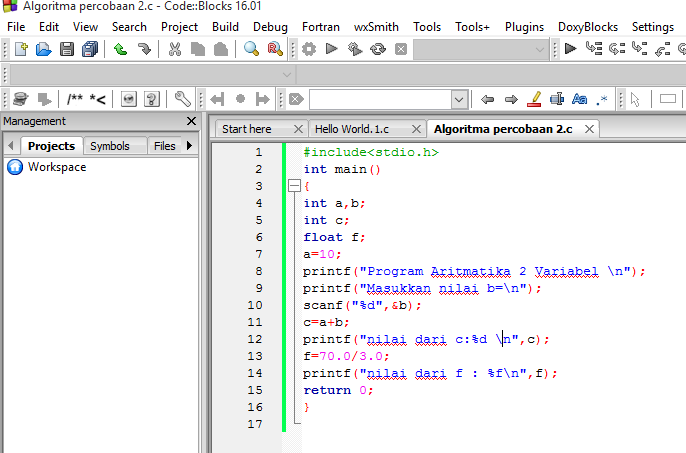 Algoritma percobaan 2.c - Code::Blocks 16.01
File Edit View Search Project Build Debug Fortran wxSmith Tools Tools+ Plugins DoxyBlocks Settings
/** *<
Aa .*
Management
Projects Symbols Files
Workspace
Start here Hello World.1.c Algoritma percobaan 2.c
1 #include<stdio.h>
2 int main()
3 {
4 int a,b;
5 int c;
6 float f;
7 a=10;
8 printf("Program Aritmatika 2 Variabel \n");
9 printf("Masukkan nilai b=\n");
10 scanf("%d",&b);
11 c=a+b;
12 printf("nilai dari c:%d \n",c);
13 f=70.0/3.0;
14 printf("nilai dari f : %f\n",f);
15 return 0;
16 }
17